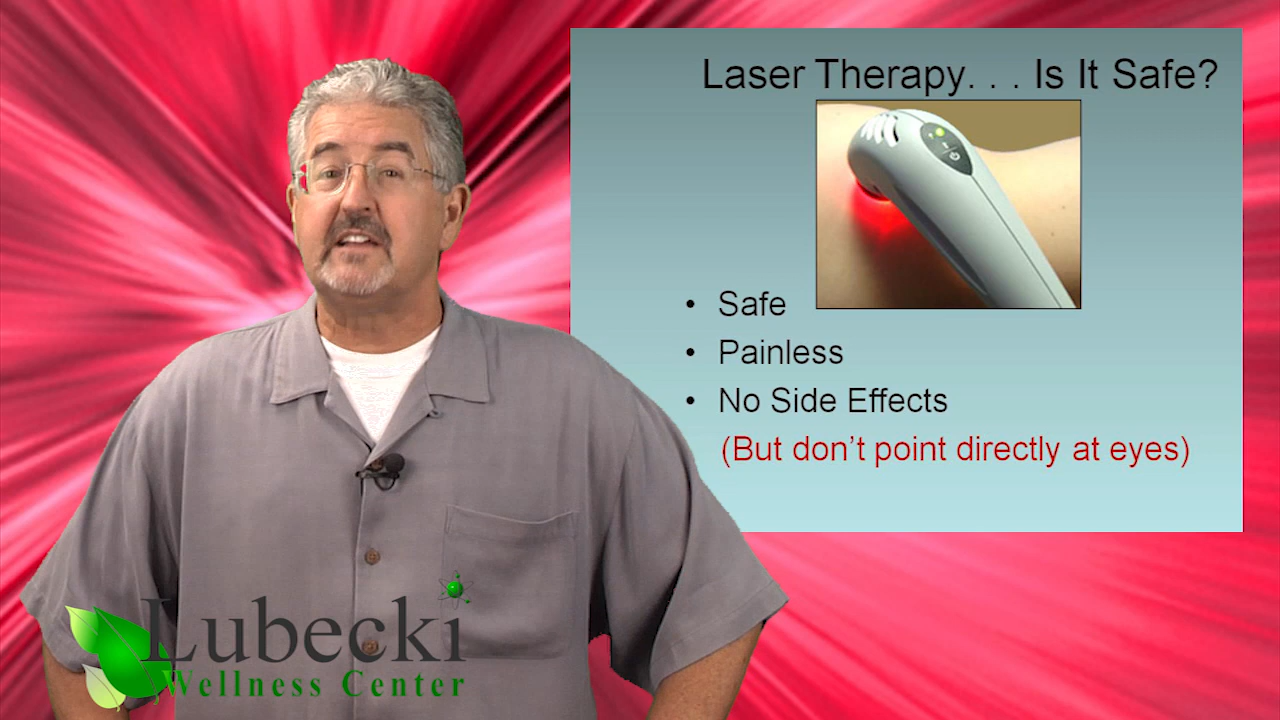 Laser Therapy. . . Is It Safe?
• Safe
• Painless
• No Side Effects
(But don't point directly at eyes)
Lubecki
Wellness Center